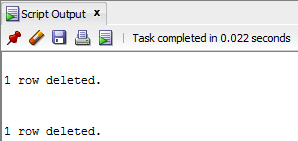 Script Output x
Task completed in 0.022 seconds
1 row deleted.
1 row deleted.